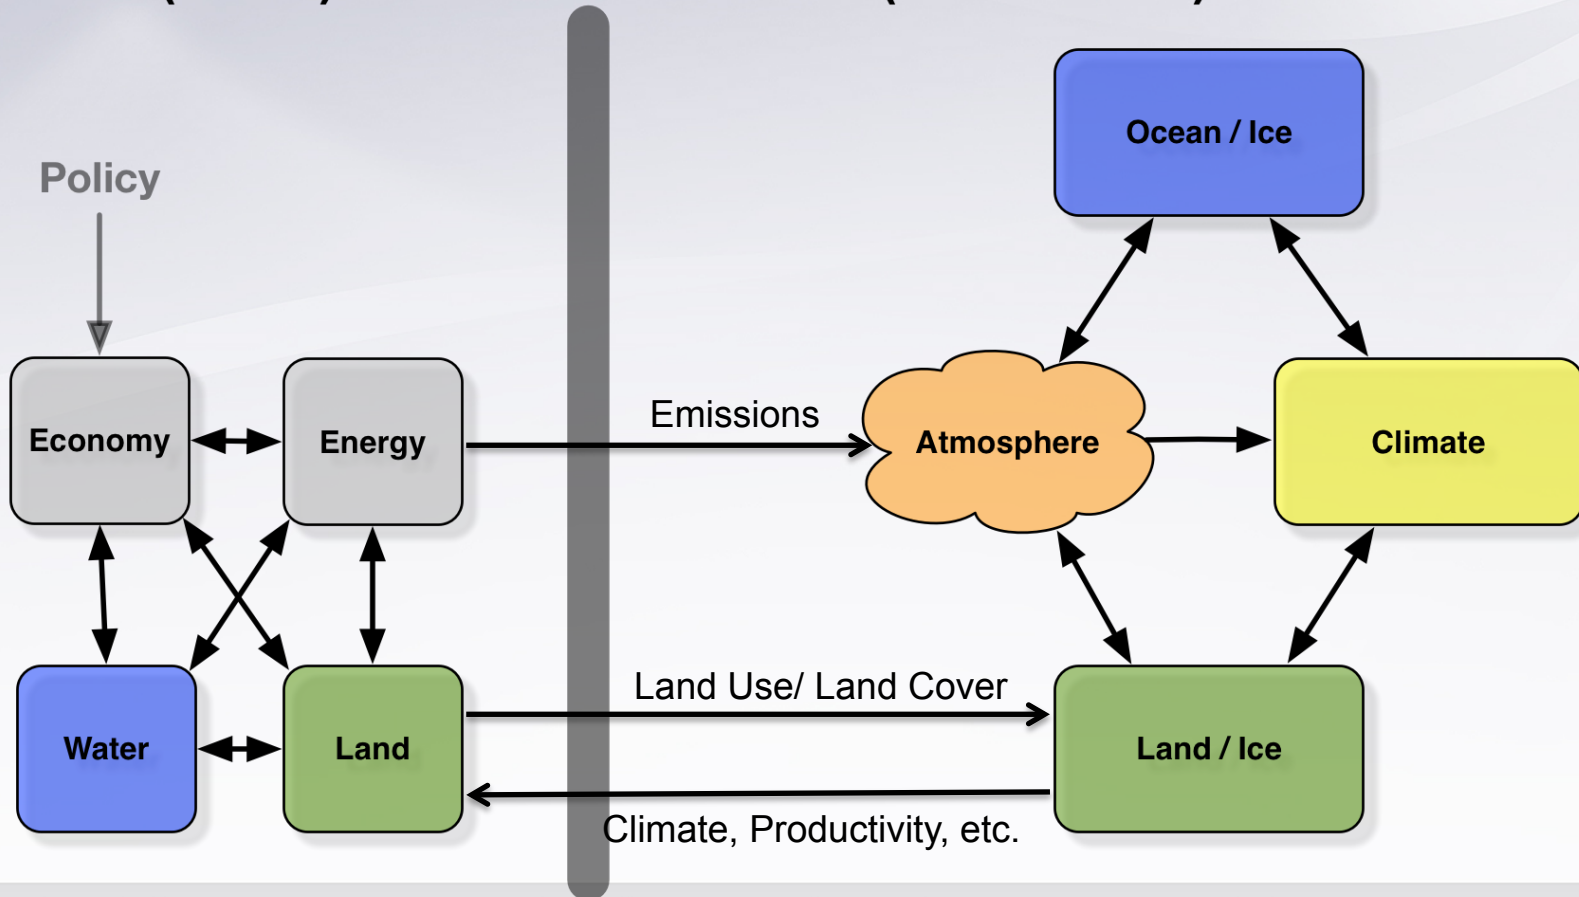 Policy
Ocean / Ice
Economy
Energy
Emissions
Atmosphere
Climate
Water
Land
Land Use/ Land Cover
Land / Ice
Climate, Productivity, etc.